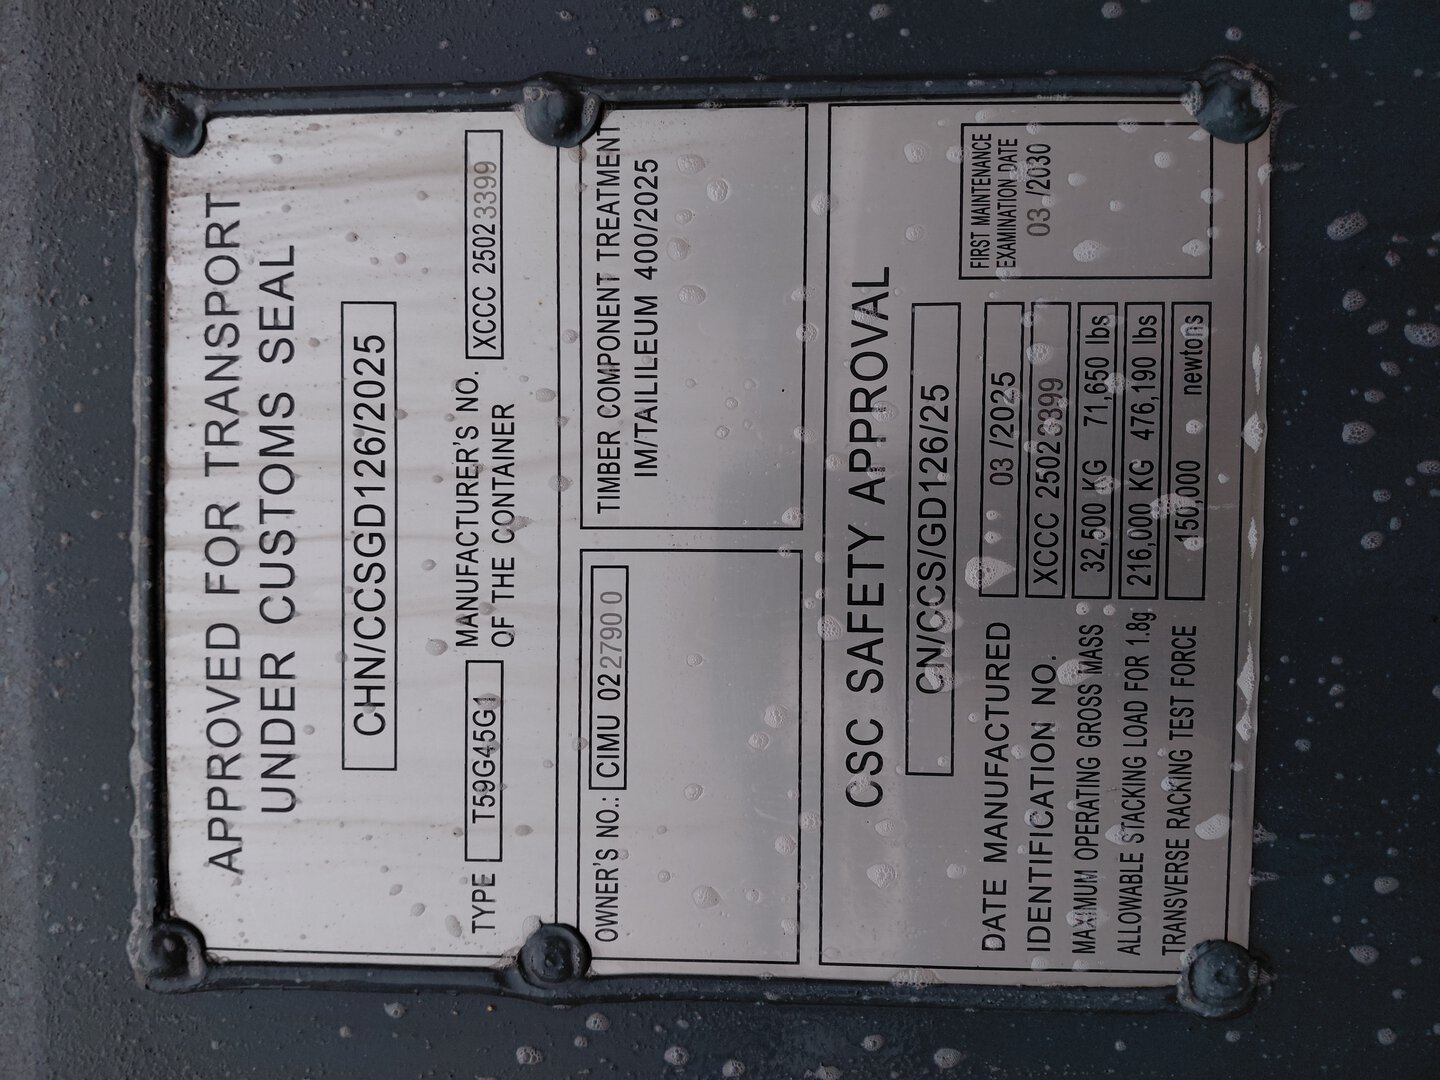 APPROVED FOR TRANSPORT
UNDER CUSTOMS SEAL
CHN/CCSGD126/2025
TYPE T59G45G1 MANUFACTURER'S NO. OF THE CONTAINER XCCC 2502 3399
OWNER'S NO.: CIMU 022790 0
TIMBER COMPONENT TREATMENT
IM/TAILILEUM 400/2025
CSC SAFETY APPROVAL
CN/CCS/GD126/25
DATE MANUFACTURED 03 /2025
IDENTIFICATION NO. XCCC 2502 3399
MAXIMUM OPERATING GROSS MASS 32,500 KG 71,650 lbs
ALLOWABLE STACKING LOAD FOR 1.8g 216,000 KG 476,190 lbs
TRANSVERSE RACKING TEST FORCE 150,000 newtons
FIRST MAINTENANCE
EXAMINATION DATE
03 /2030